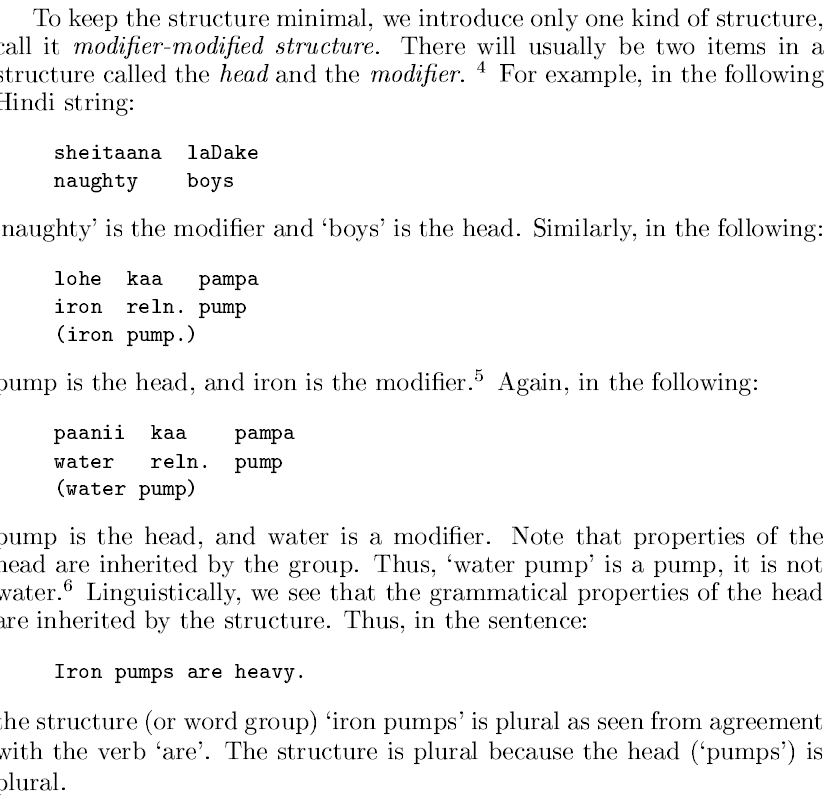 To keep the structure minimal, we introduce only one kind of structure,
call it modifier-modified structure. There will usually be two items in a
structure called the head and the modifier. 4 For example, in the following
Hindi string:
sheitaana laDake
naughty boys
naughty’ is the modifier and ‘boys’ is the head. Similarly, in the following:
lohe kaa pampa
iron reln. pump
(iron pump.)
pump is the head, and iron is the modifier.5 Again, in the following:
paanii kaa pampa
water reln. pump
(water pump)
pump is the head, and water is a modifier. Note that properties of the
head are inherited by the group. Thus, ‘water pump’ is a pump, it is not
water.6 Linguistically, we see that the grammatical properties of the head
are inherited by the structure. Thus, in the sentence:
Iron pumps are heavy.
the structure (or word group) ‘iron pumps’ is plural as seen from agreement
with the verb ‘are’. The structure is plural because the head (‘pumps’) is
plural.